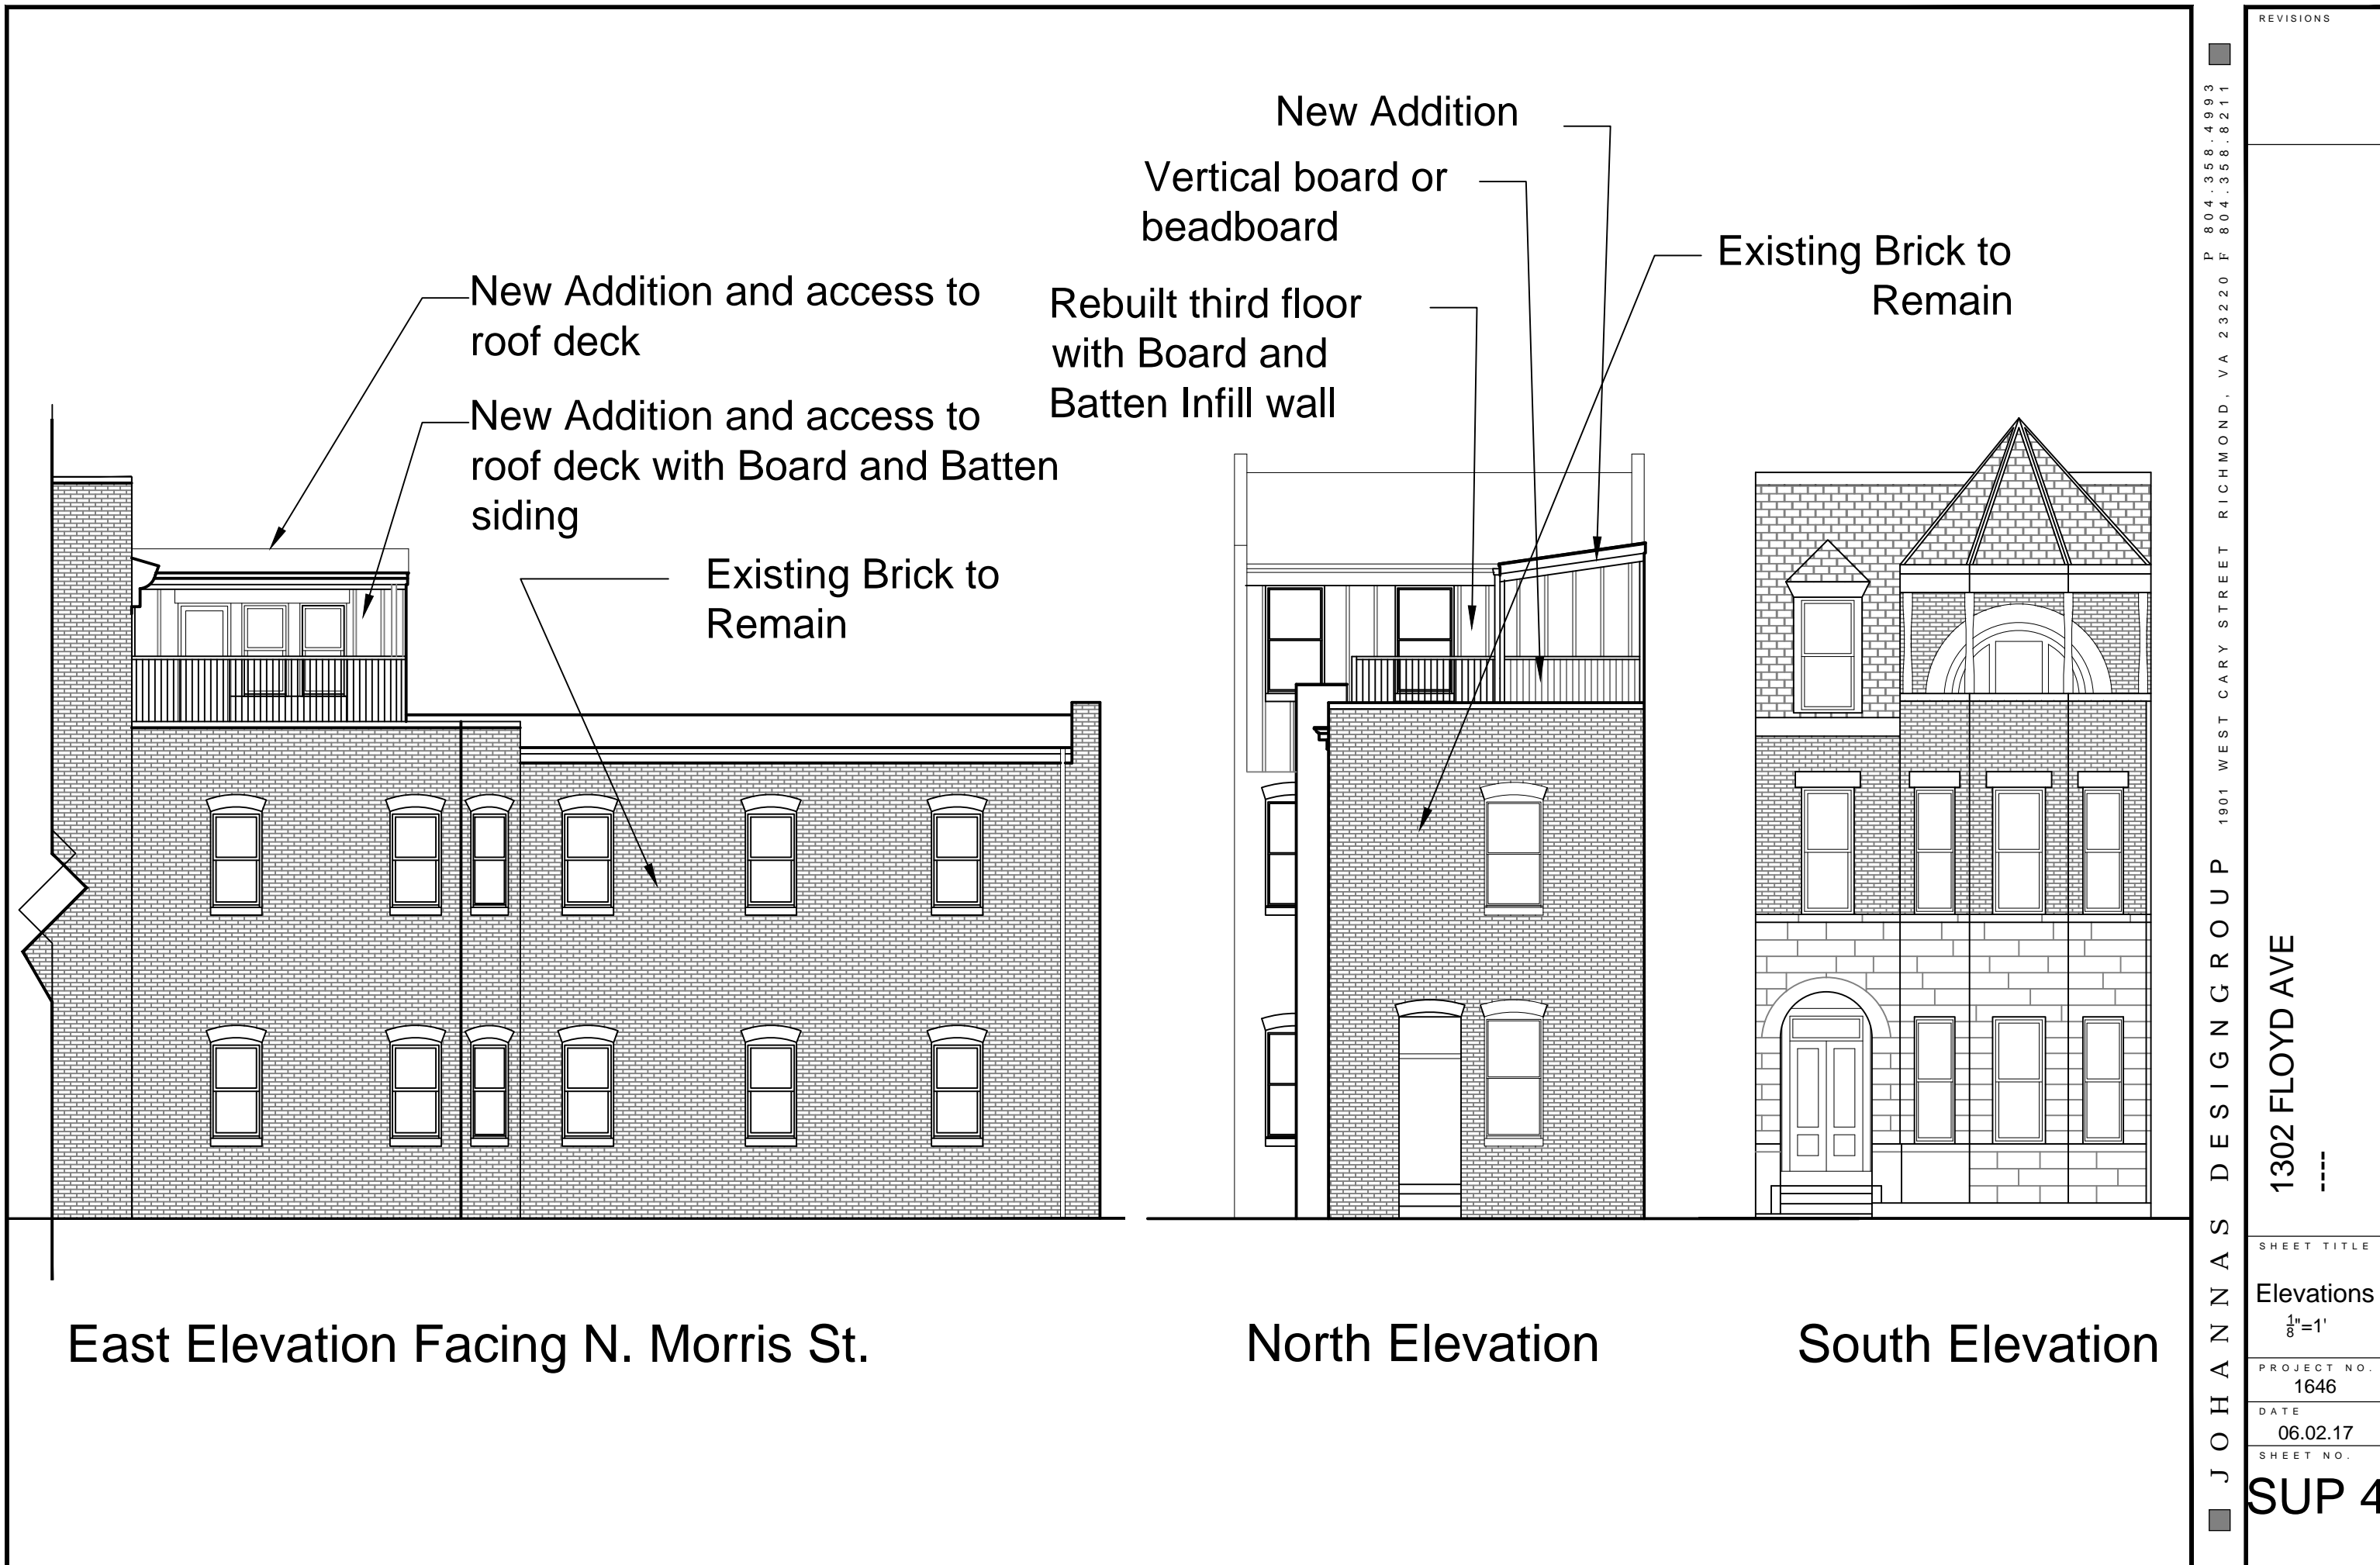 New Addition
Vertical board or
beadboard
Existing Brick to
Remain
New Addition and access to
roof deck
Rebuilt third floor
with Board and
Batten Infill wall
New Addition and access to
roof deck with Board and Batten
siding
Existing Brick to
Remain
East Elevation Facing N. Morris St.
North Elevation
South Elevation
P 804.358.4993
F 804.358.8211
JOHANNAS DESIGN GROUP 1901 WEST CARY STREET RICHMOND, VA 23220
REVISIONS
1302 FLOYD AVE
----
SHEET TITLE
Elevations
1/8"=1'
PROJECT NO.
1646
DATE
06.02.17
SHEET NO.
SUP 4